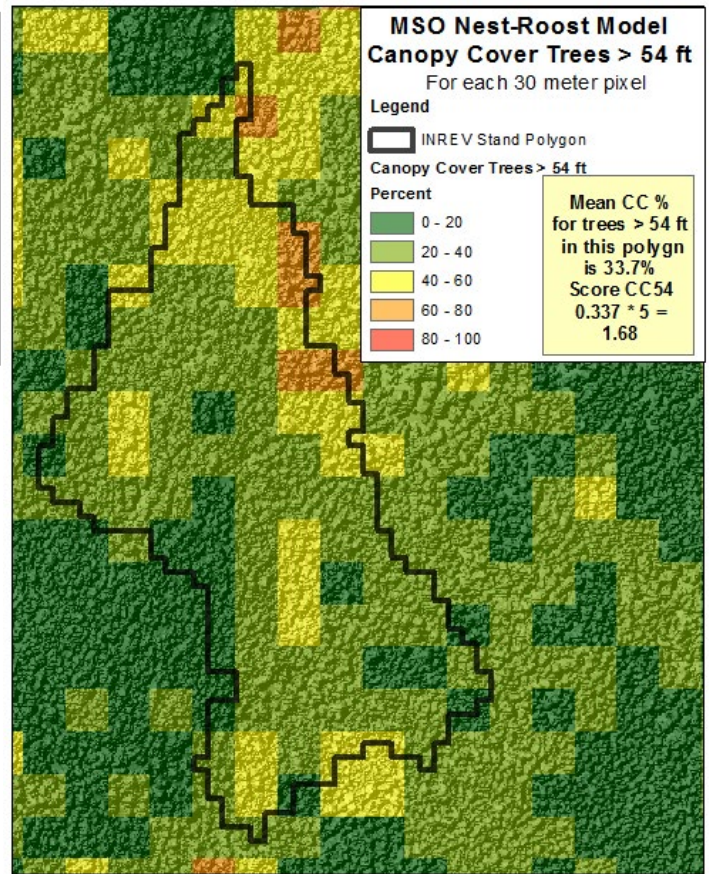 MSO Nest-Roost Model
Canopy Cover Trees > 54 ft
For each 30 meter pixel
Legend
INREV Stand Polygon
Canopy Cover Trees > 54 ft
Percent
0 - 20
20 - 40
40 - 60
60 - 80
80 - 100
Mean CC %
for trees > 54 ft
in this polygn
is 33.7%
Score CC54
0.337 * 5 =
1.68